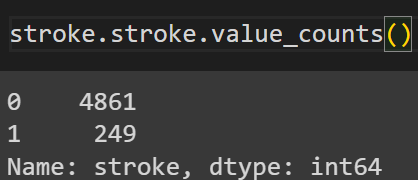 stroke.stroke.value_counts()
0    4861
1     249
Name: stroke, dtype: int64